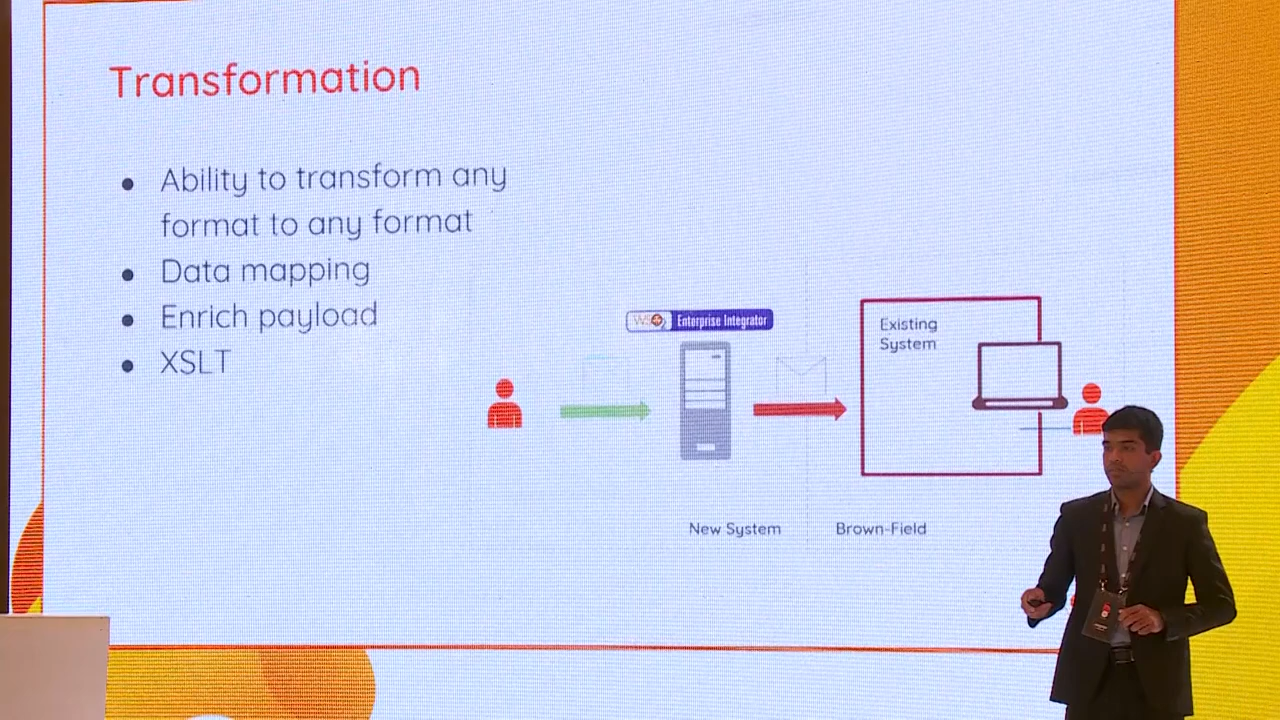 Transformation
Ability to transform any
format to any format
Data mapping
Enrich payload
XSLT
WSO2 Enterprise Integrator
Existing
System
New System
Brown-Field